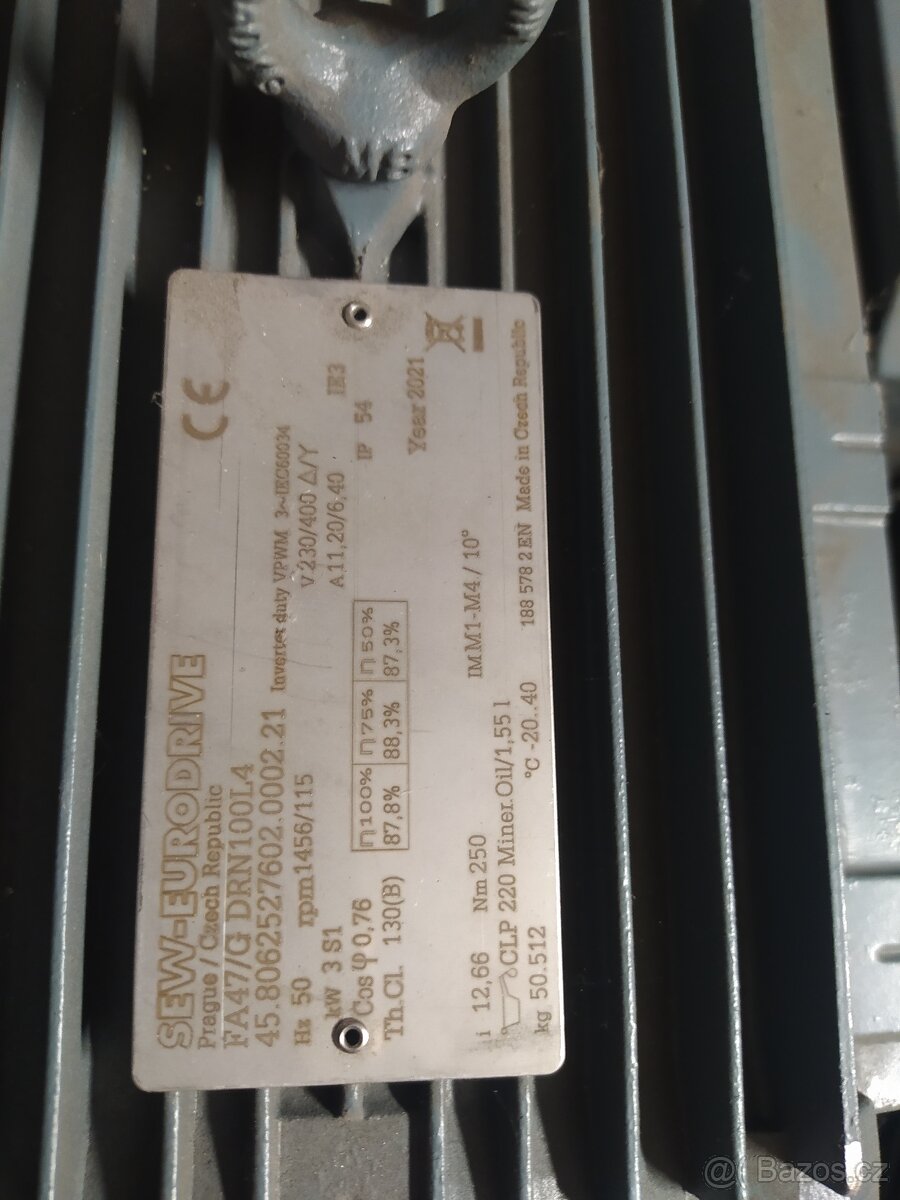 SEW-EURODRIVE CE
Prague / Czech Republic
FA47/G DRN100L4
45.8062527602.0002.21 Inverter duty VPWM 3~IEC60034
Hz 50 rpm 1456/115 V 230/400 Δ/Y
kW 3 S1 A 11,20/6,40 IE3
Cos φ 0,76 η100% η75% η50% IP 54
Th.Cl. 130(B) 87,8% 88,3% 87,3%
Year 2021
i 12,66 Nm 250 IM M1-M4 / 10°
CLP 220 Miner.Oil/1,55 l
kg 50.512 °C -20..40 188 578 2 EN Made in Czech Republic
@ Bazos.cz